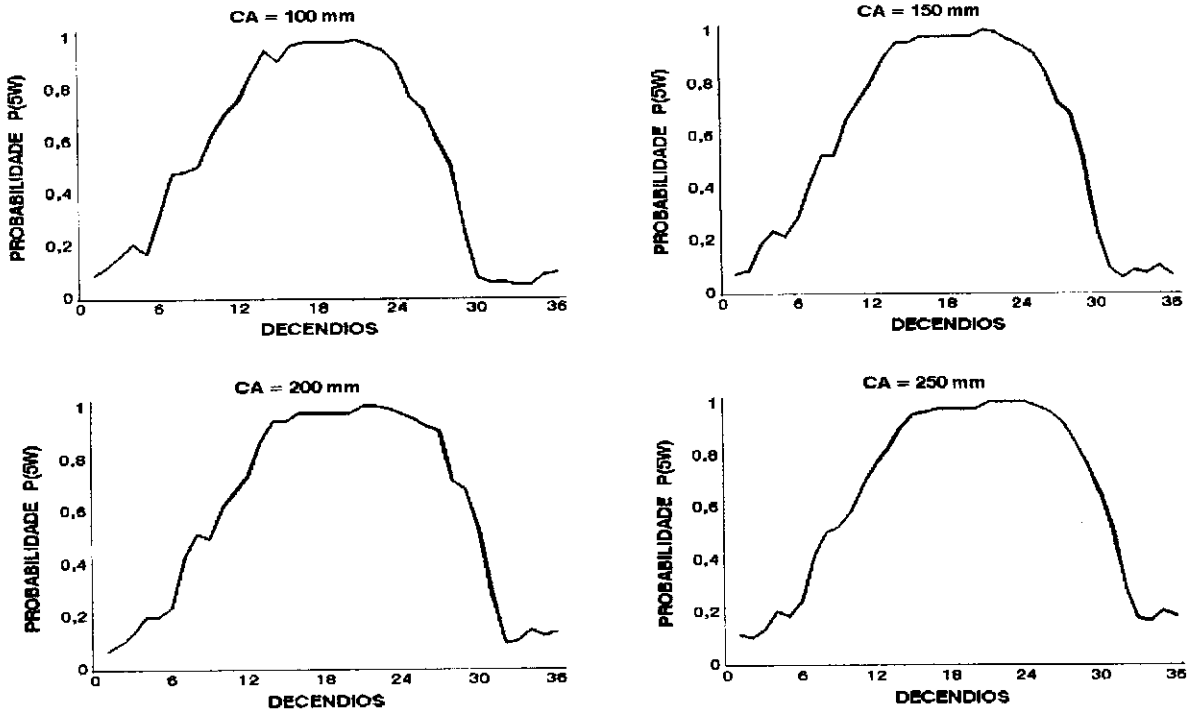 CA = 100 mm
PROBABILIDADE P(5W)
1
0,8
0,6
0,4
0,2
0
0 6 12 18 24 30 36
DECENDIOS
CA = 150 mm
PROBABILIDADE P(5W)
1
0,8
0,6
0,4
0,2
0
0 6 12 18 24 30 36
DECENDIOS
CA = 200 mm
PROBABILIDADE P(5W)
1
0,8
0,6
0,4
0,2
0
0 6 12 18 24 30 36
DECENDIOS
CA = 250 mm
PROBABILIDADE P(5W)
1
0,8
0,6
0,4
0,2
0
0 6 12 18 24 30 36
DECENDIOS